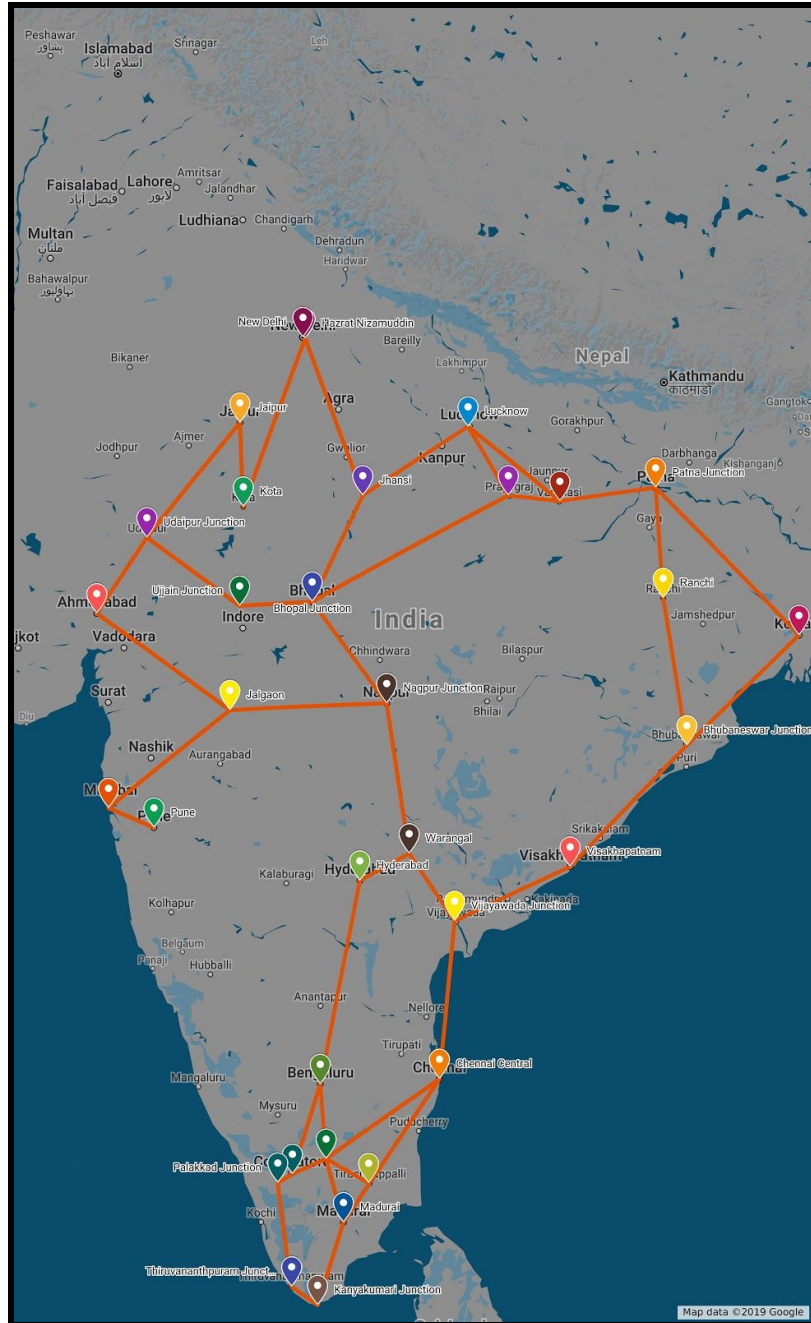 Peshawar
پشاور
Islamabad
اسلام آباد
Srinagar
Leh
Amritsar
Faisalabad
فیصل آباد
Lahore
لاہور
Jalandhar
Ludhiana
Chandigarh
Multan
ملتان
Dehradun
Haridwar
Bahawalpur
بہاولپور
New Delhi
Hazrat Nizamuddin
Bareilly
Nepal
Bikaner
Lakhimpur
Kathmandu
काठमाडौं
Agra
Gangtok
Jaipur
Lucknow
Gorakhpur
Ajmer
Jodhpur
Gwalior
Kanpur
Darbhanga
Kishanganj
Jhansi
Jaunpur
Patna Junction
Kota
Gaya
Udaipur Junction
Ujjain Junction
Ranchi
Ahmedabad
Bhopal Junction
Indore
India
Jamshedpur
jkot
Vadodara
Chhindwara
Bilaspur
Surat
Jalgaon
Nagpur Junction
Raipur
Bhilai
Diu
Nashik
Aurangabad
Bhubaneswar Junction
Puri
Pune
Warangal
Srikakulam
Hyderabad
Visakhapatnam
Kalaburagi
Kakinada
Vijayawada Junction
Kolhapur
Belgaum
Panaji
Hubballi
Anantapur
Nellore
Tirupati
Chennai Central
Bengaluru
Mangaluru
Mysuru
Puducherry
Palakkad Junction
Tiruchirappalli
Kochi
Madurai
Thiruvananthpuram Junct...
Kanyakumari Junction
Map data ©2019 Google